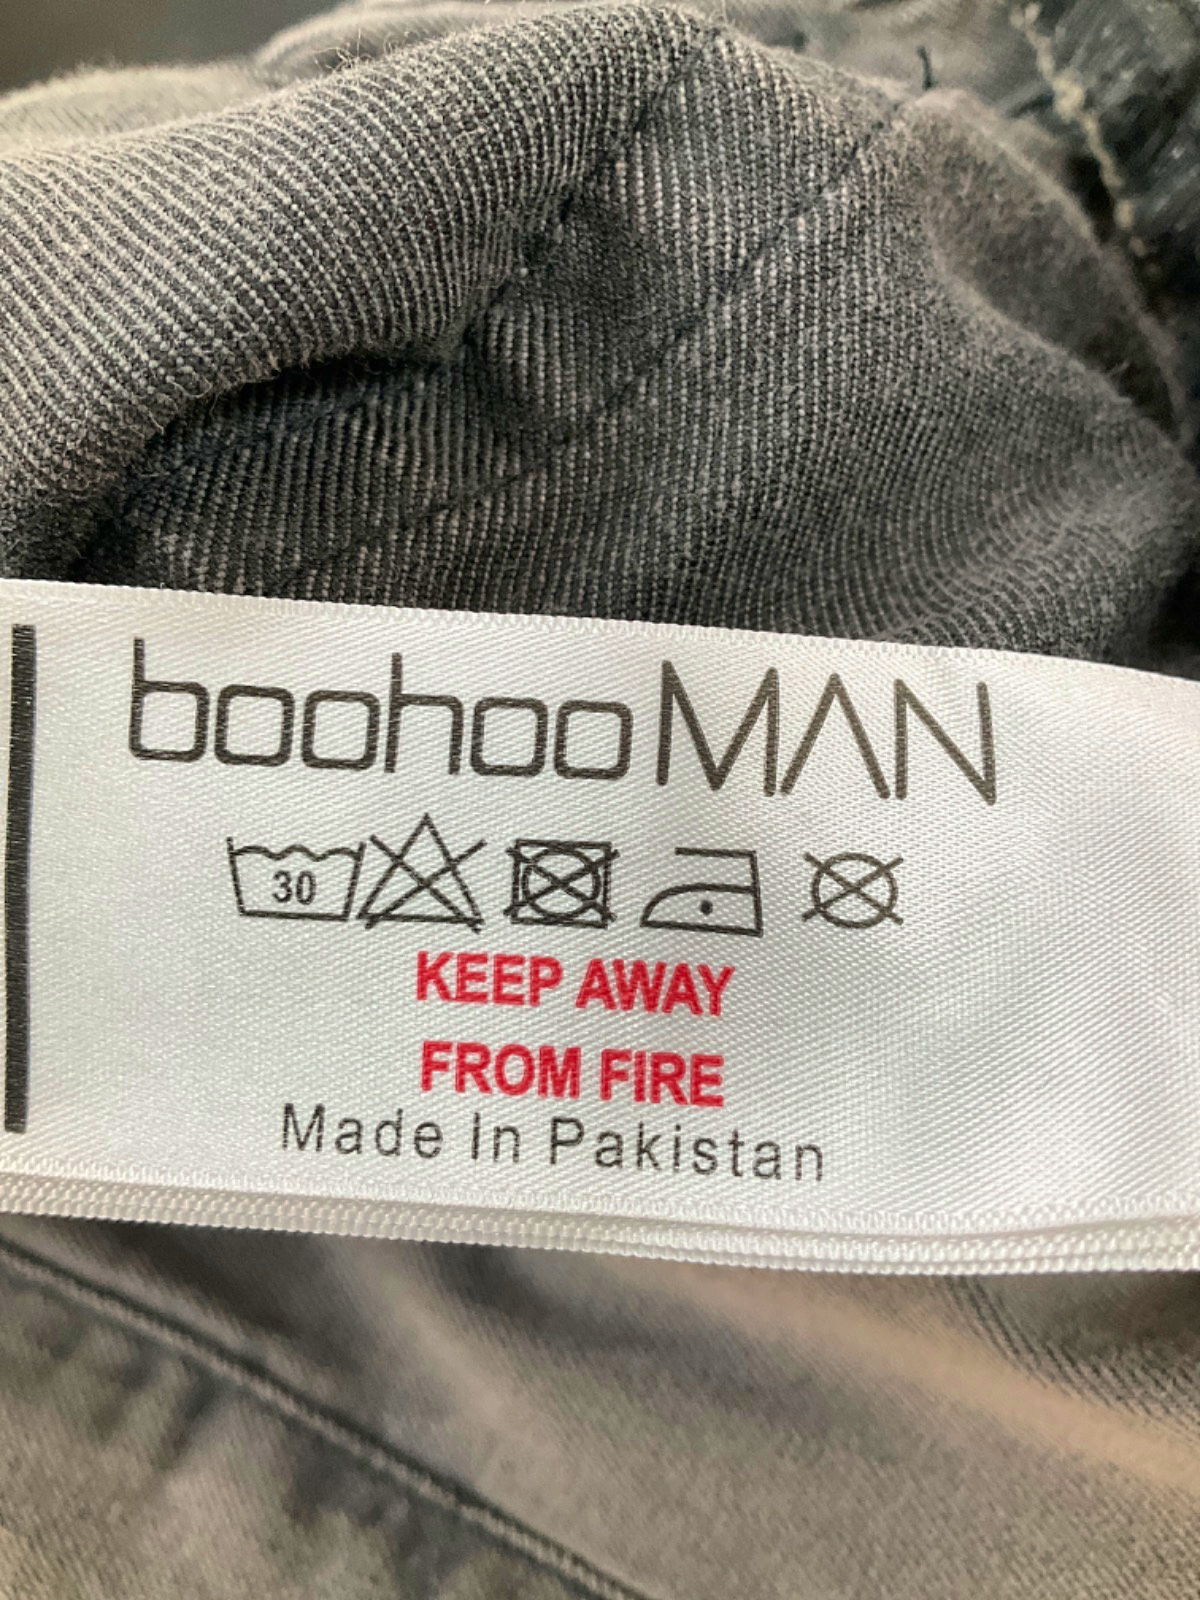 boohooMAN
30
KEEP AWAY
FROM FIRE
Made In Pakistan